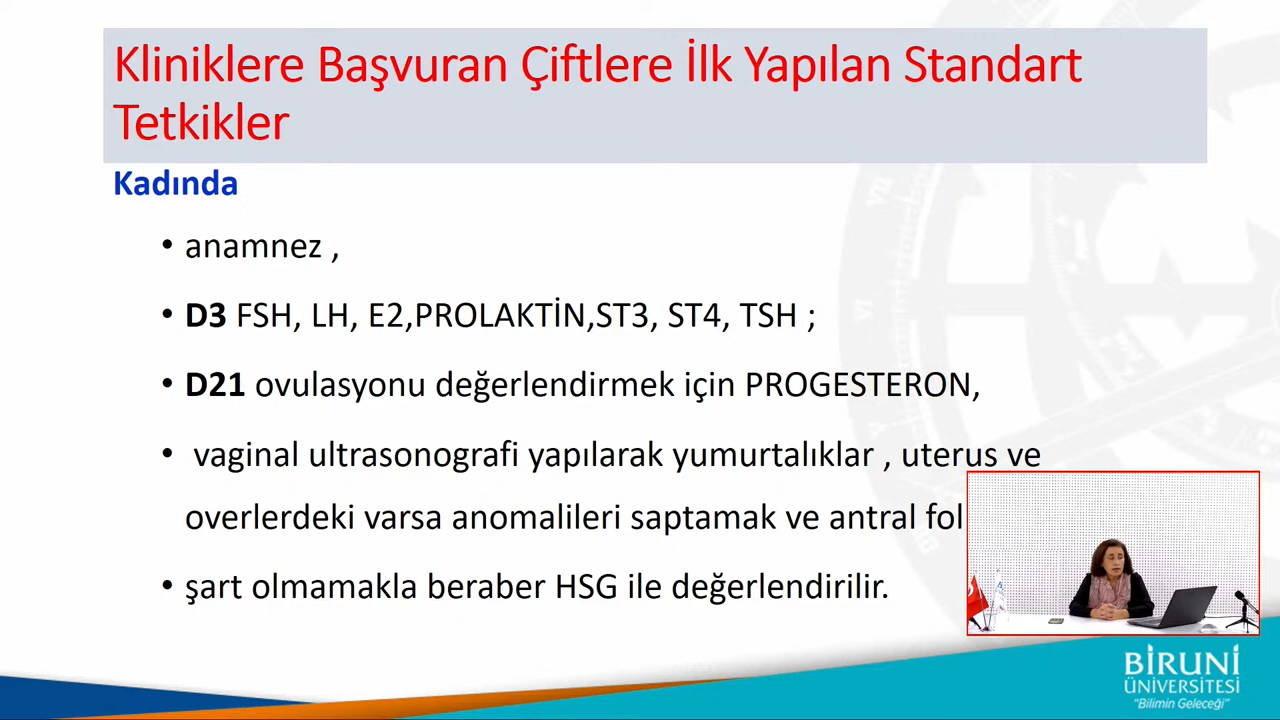 Kliniklere Başvuran Çiftlere İlk Yapılan Standart
Tetkikler
Kadında
• anamnez ,
• D3 FSH, LH, E2,PROLAKTİN,ST3, ST4, TSH ;
• D21 ovulasyonu değerlendirmek için PROGESTERON,
• vaginal ultrasonografi yapılarak yumurtalıklar , uterus ve
overlerdeki varsa anomalileri saptamak ve antral fol
• şart olmamakla beraber HSG ile değerlendirilir.
BİRUNİ
ÜNİVERSİTESİ
"Bilimin Geleceği"